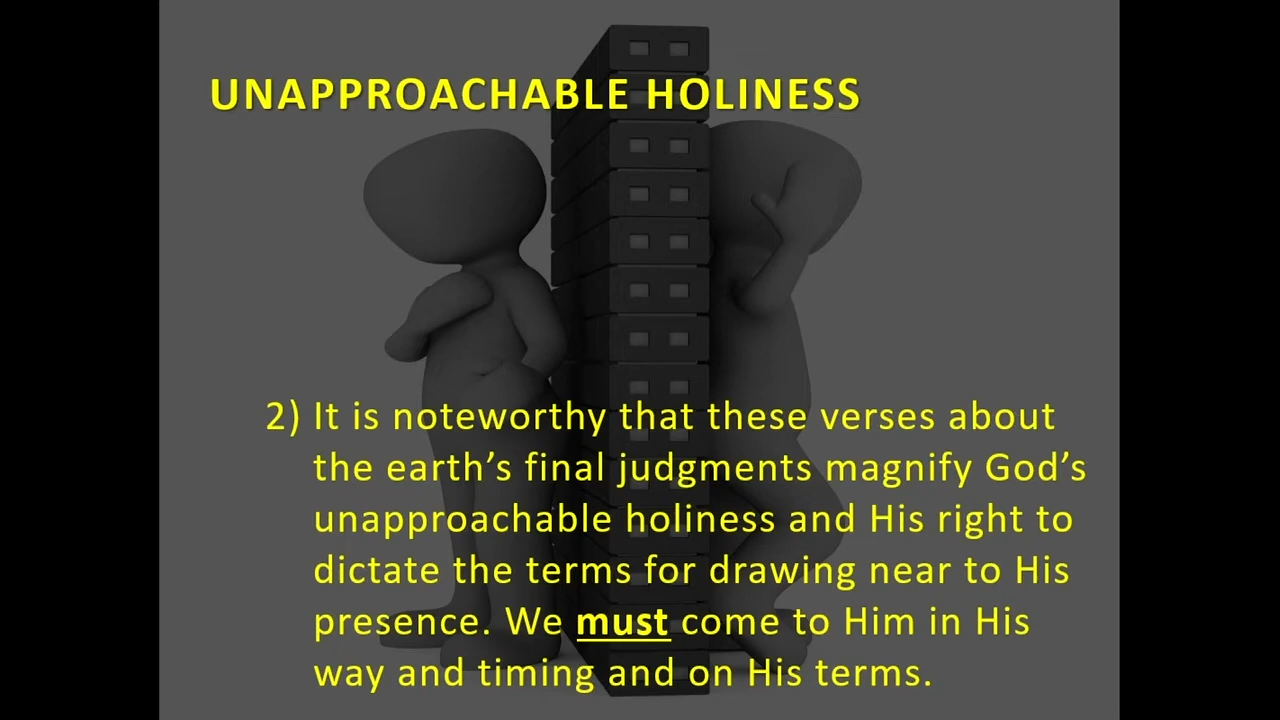 UNAPPROACHABLE HOLINESS
2) It is noteworthy that these verses about
the earth’s final judgments magnify God’s
unapproachable holiness and His right to
dictate the terms for drawing near to His
presence. We must come to Him in His
way and timing and on His terms.